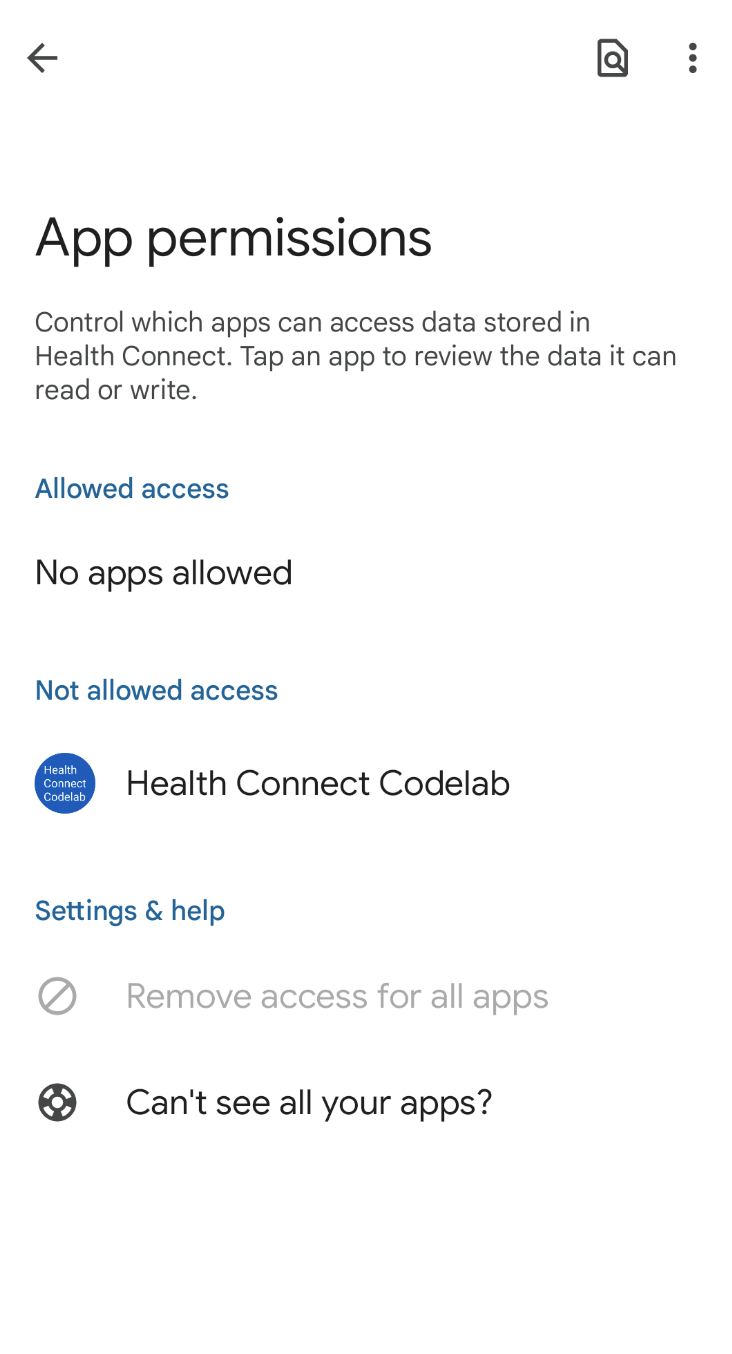 App permissions
Control which apps can access data stored in
Health Connect. Tap an app to review the data it can
read or write.
Allowed access
No apps allowed
Not allowed access
Health
Connect
Codelab
Health Connect Codelab
Settings & help
Remove access for all apps
Can't see all your apps?